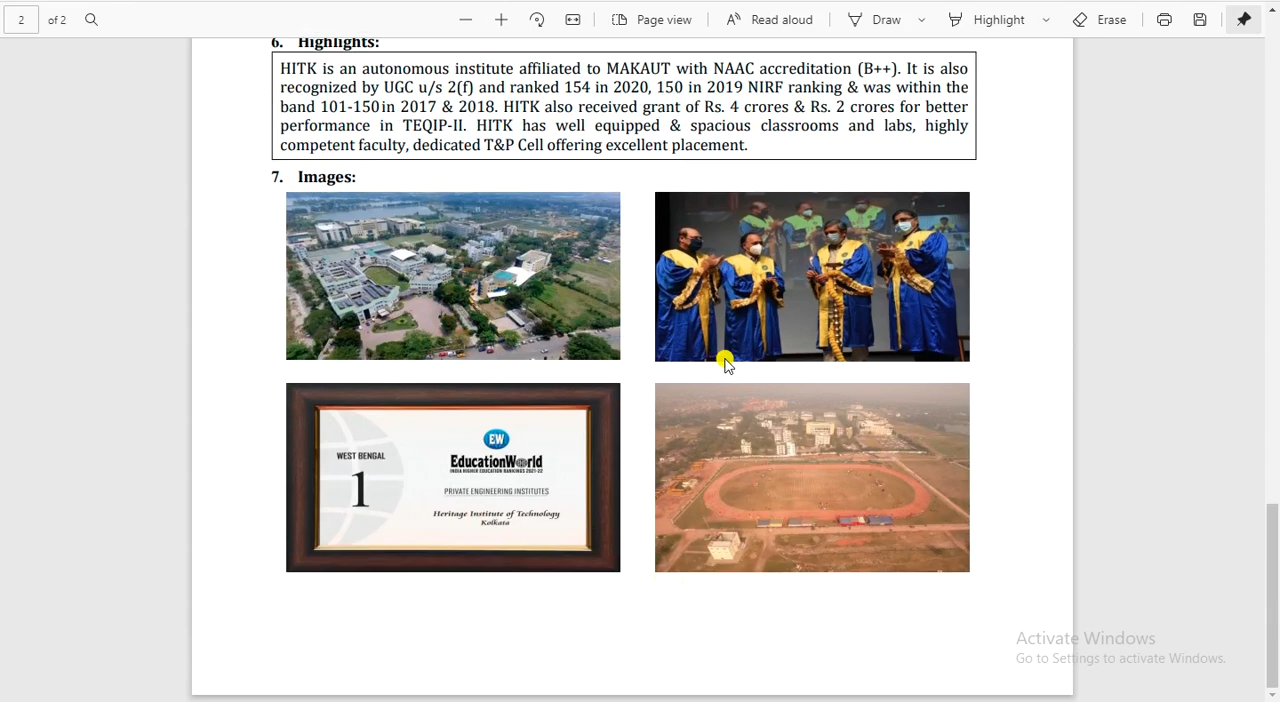 2
of 2
Page view
Read aloud
Draw
Highlight
Erase
6. Highlights:
HITK is an autonomous institute affiliated to MAKAUT with NAAC accreditation (B++). It is also
recognized by UGC u/s 2(f) and ranked 154 in 2020, 150 in 2019 NIRF ranking & was within the
band 101-150in 2017 & 2018. HITK also received grant of Rs. 4 crores & Rs. 2 crores for better
performance in TEQIP-II. HITK has well equipped & spacious classrooms and labs, highly
competent faculty, dedicated T&P Cell offering excellent placement.
7. Images:
WEST BENGAL
1
EW
EducationWorld
INDIA HIGHER EDUCATION RANKINGS 2021-22
PRIVATE ENGINEERING INSTITUTES
Heritage Institute of Technology
Kolkata
Activate Windows
Go to Settings to activate Windows.